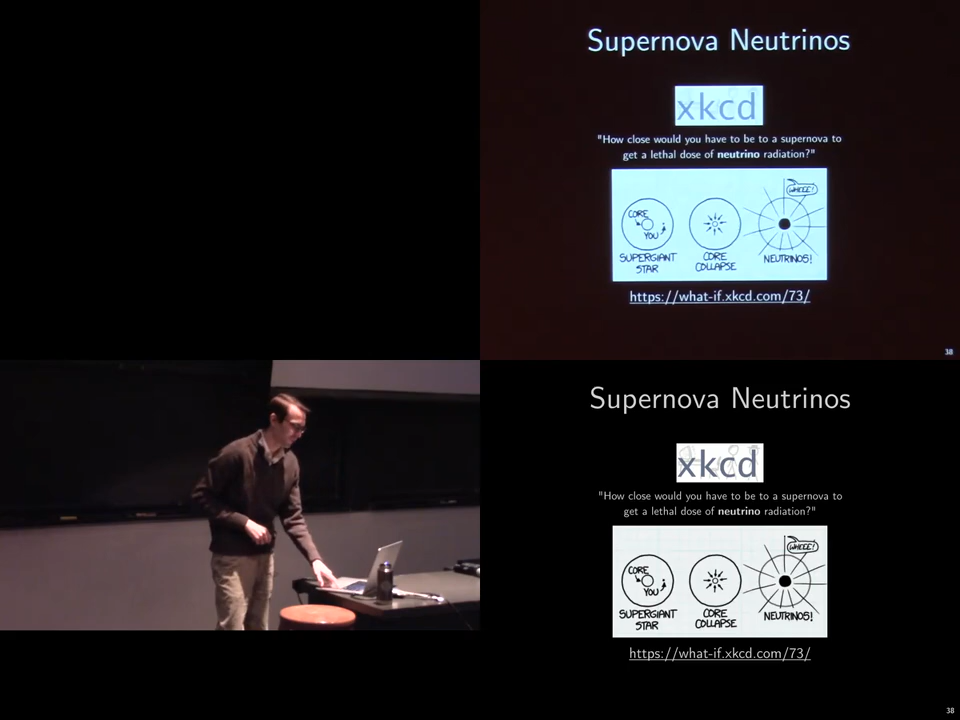 Supernova Neutrinos
xkcd
"How close would you have to be to a supernova to
get a lethal dose of neutrino radiation?"
WHEEE!
CORE
YOU
SUPERGIANT
STAR
CORE
COLLAPSE
NEUTRINOS!
https://what-if.xkcd.com/73/
38
Supernova Neutrinos
xkcd
"How close would you have to be to a supernova to
get a lethal dose of neutrino radiation?"
WHEEE!
CORE
YOU
SUPERGIANT
STAR
CORE
COLLAPSE
NEUTRINOS!
https://what-if.xkcd.com/73/
38